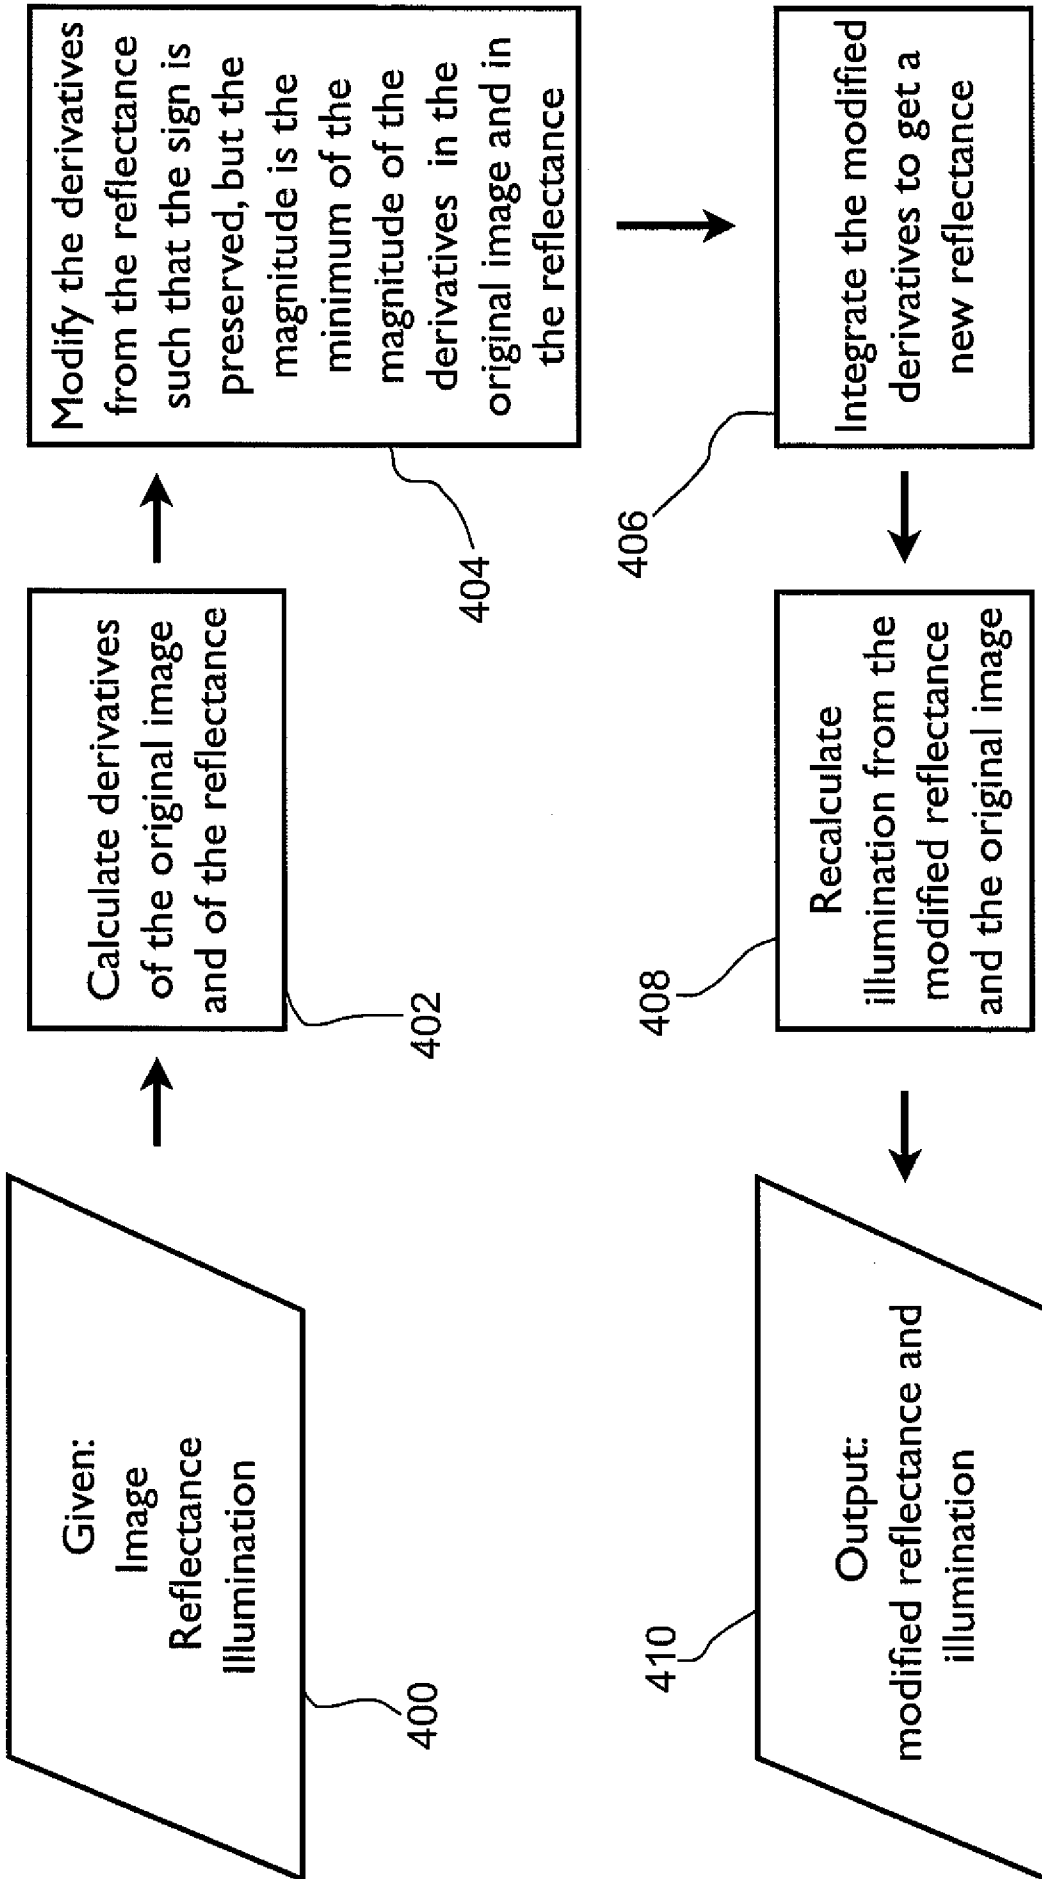 Given:
Image
Reflectance
Illumination
400
Calculate derivatives
of the original image
and of the reflectance
402
Modify the derivatives
from the reflectance
such that the sign is
preserved, but the
magnitude is the
minimum of the
magnitude of the
derivatives in the
original image and in
the reflectance
404
Integrate the modified
derivatives to get a
new reflectance
406
Recalculate
illumination from the
modified reflectance
and the original image
408
Output:
modified reflectance and
illumination
410